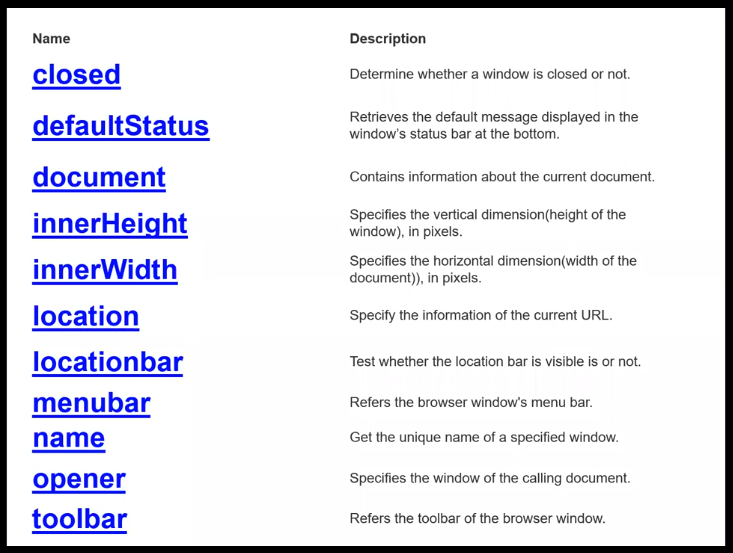 Name Description
closed Determine whether a window is closed or not.
defaultStatus Retrieves the default message displayed in the
window's status bar at the bottom.
document Contains information about the current document.
innerHeight Specifies the vertical dimension(height of the
window), in pixels.
innerWidth Specifies the horizontal dimension(width of the
document)), in pixels.
location Specify the information of the current URL.
locationbar Test whether the location bar is visible is or not.
menubar Refers the browser window's menu bar.
name Get the unique name of a specified window.
opener Specifies the window of the calling document.
toolbar Refers the toolbar of the browser window.